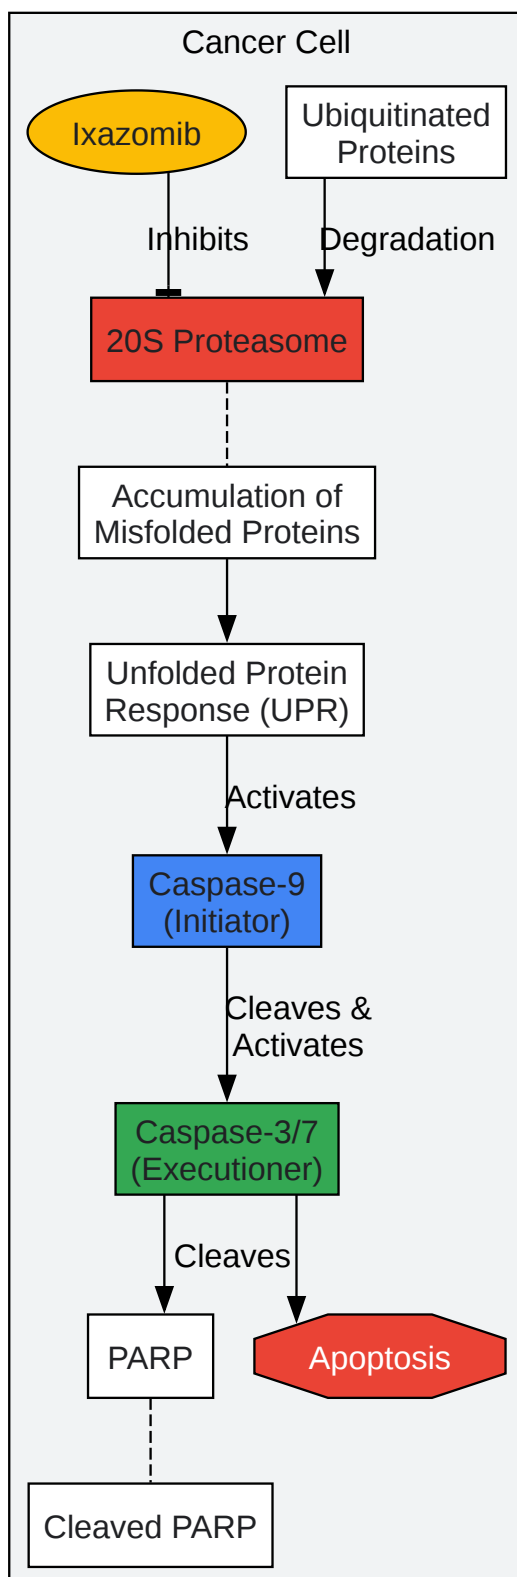 Cancer Cell
Ixazomib
Ubiquitinated
Proteins
Inhibits
Degradation
20S Proteasome
Accumulation of
Misfolded Proteins
Unfolded Protein
Response (UPR)
Activates
Caspase-9
(Initiator)
Cleaves &
Activates
Caspase-3/7
(Executioner)
Cleaves
PARP
Apoptosis
Cleaved PARP